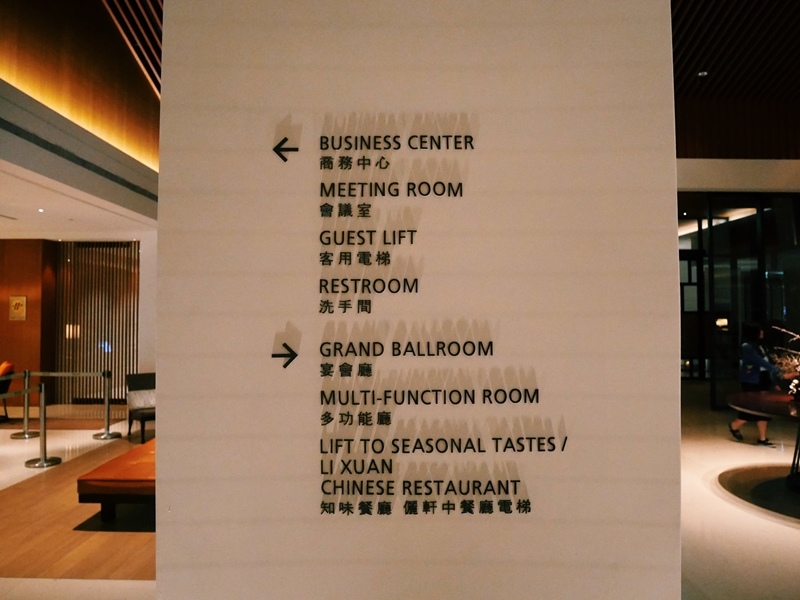 ← BUSINESS CENTER
商務中心
MEETING ROOM
會議室
GUEST LIFT
客用電梯
RESTROOM
洗手間
→ GRAND BALLROOM
宴會廳
MULTI-FUNCTION ROOM
多功能廳
LIFT TO SEASONAL TASTES /
LI XUAN
CHINESE RESTAURANT
知味餐廳 儷軒中餐廳電梯